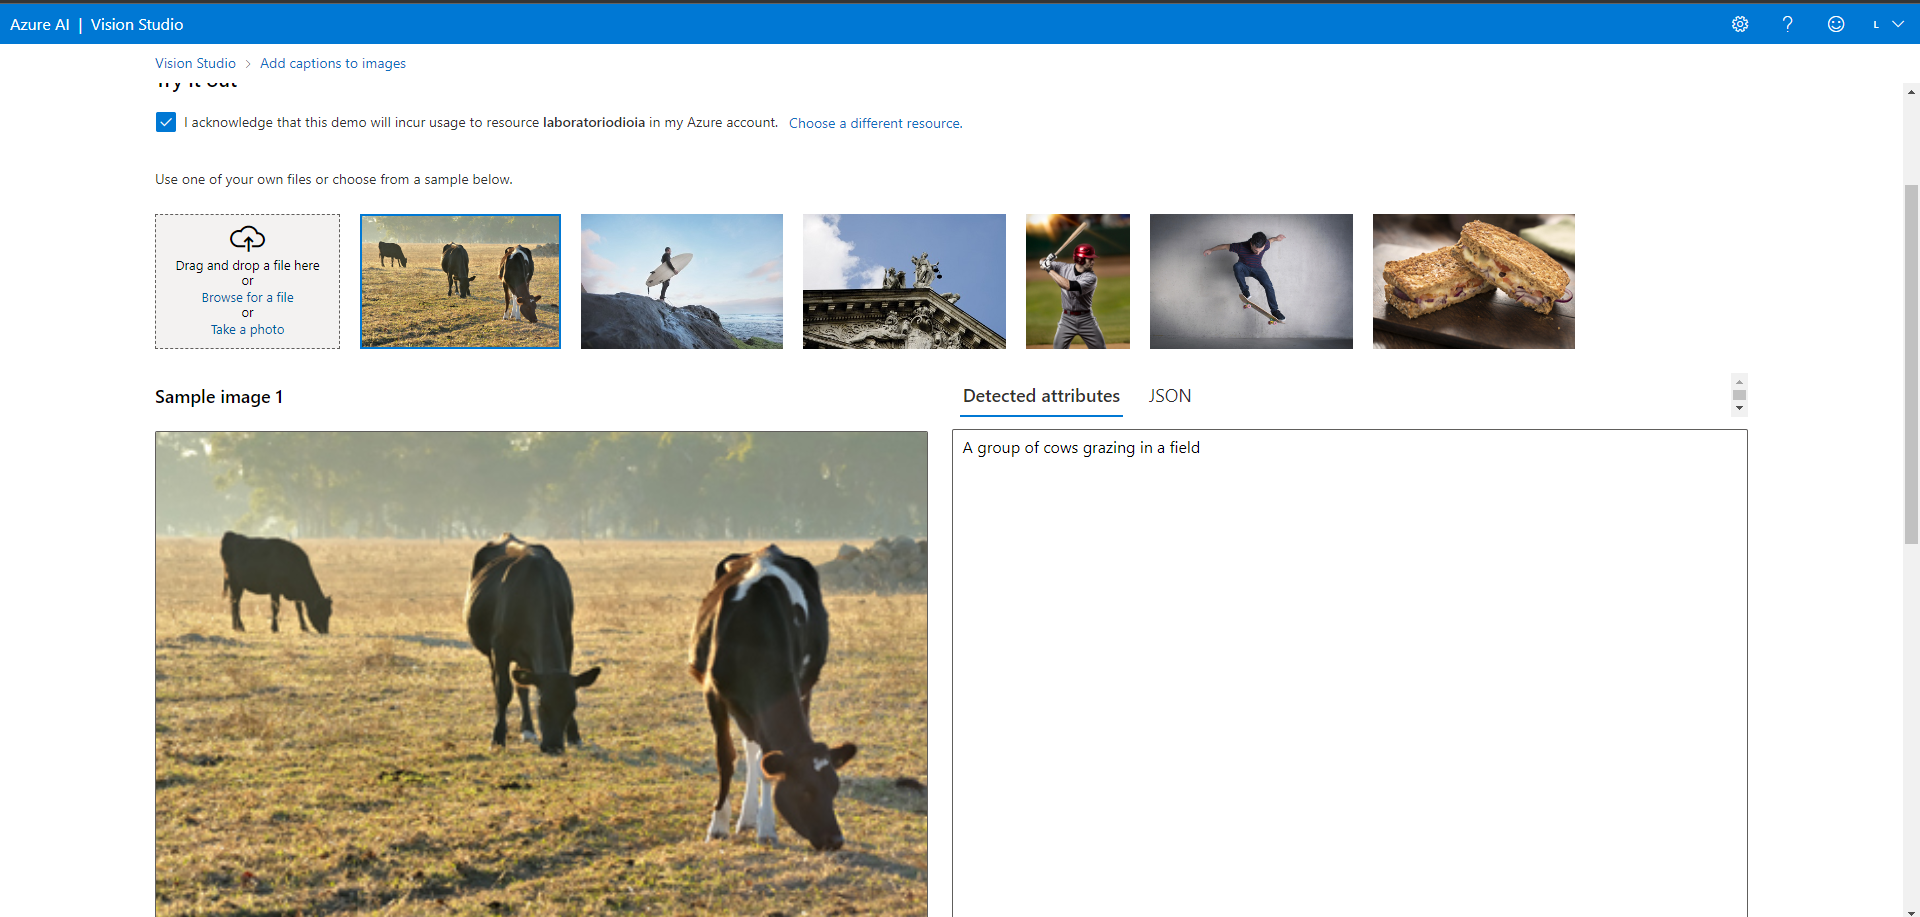 Azure AI | Vision Studio
L
Vision Studio > Add captions to images
Try it out
I acknowledge that this demo will incur usage to resource laboratoriodioia in my Azure account. Choose a different resource.
Use one of your own files or choose from a sample below.
Drag and drop a file here
or
Browse for a file
or
Take a photo
Sample image 1
Detected attributes JSON
A group of cows grazing in a field